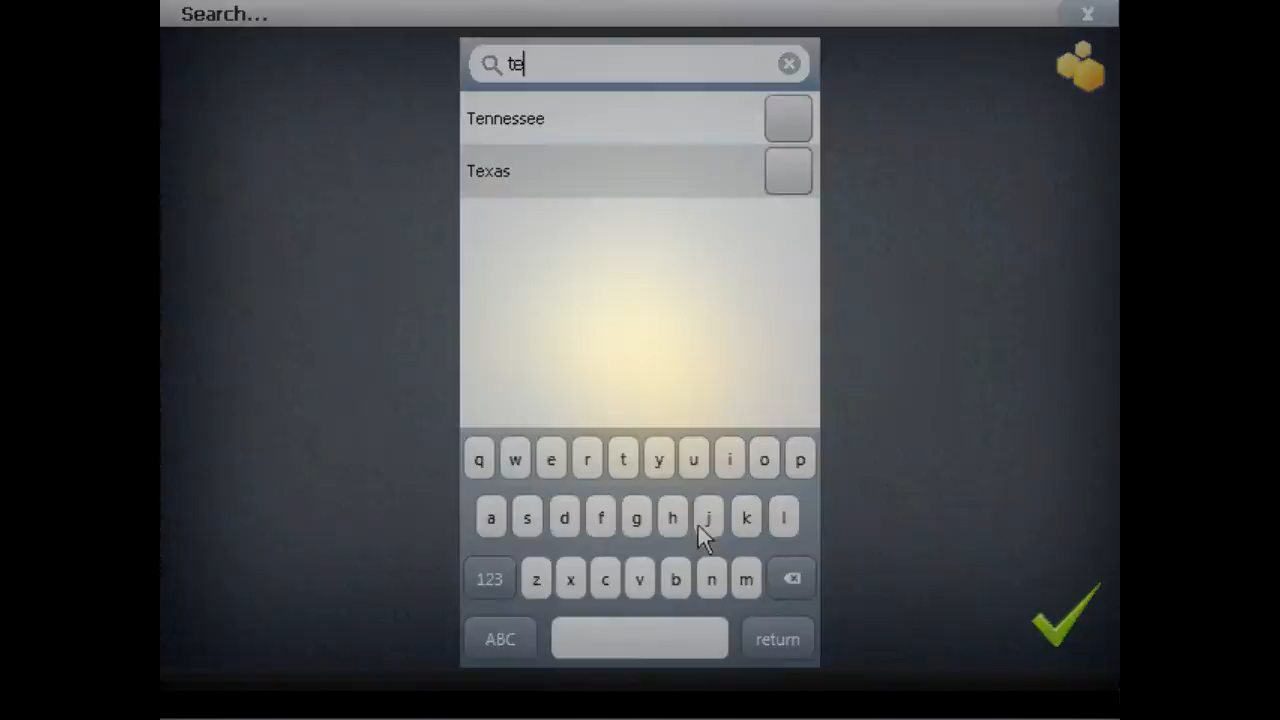 Search...
X
te
Tennessee
Texas
q w e r t y u i o p
a s d f g h j k l
123 z x c v b n m
ABC return